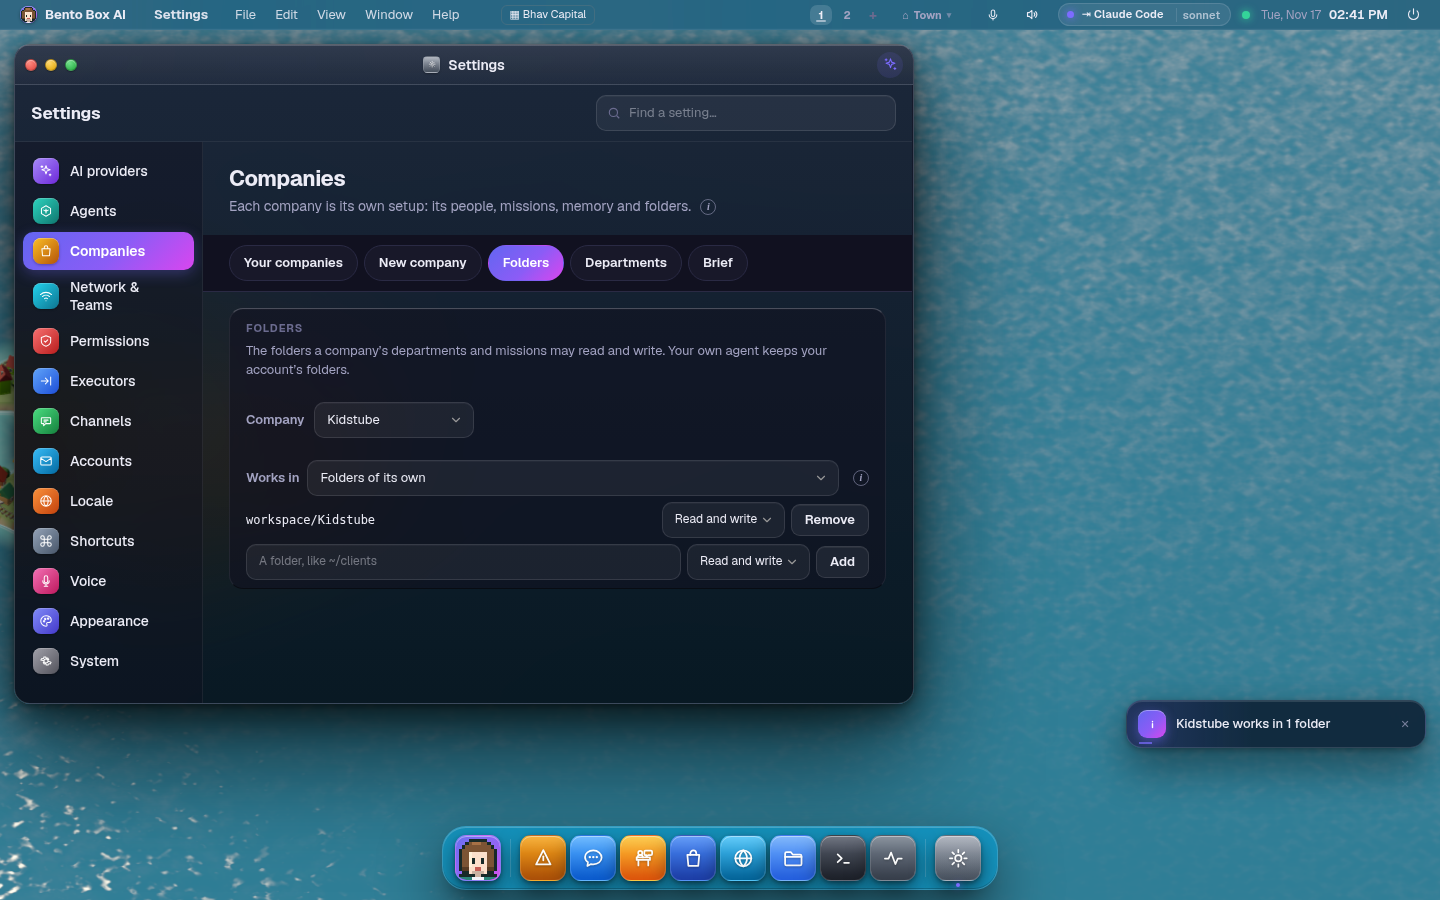 Bento Box AI Settings File Edit View Window Help Bhav Capital 1 2 + Town Claude Code sonnet Tue, Nov 17 02:41 PM
Settings
Settings
Find a setting…
AI providers
Agents
Companies
Network & Teams
Permissions
Executors
Channels
Accounts
Locale
Shortcuts
Voice
Appearance
System
Companies
Each company is its own setup: its people, missions, memory and folders.
Your companies New company Folders Departments Brief
FOLDERS
The folders a company's departments and missions may read and write. Your own agent keeps your
account's folders.
Company Kidstube
Works in Folders of its own
workspace/Kidstube Read and write Remove
A folder, like ~/clients Read and write Add
Kidstube works in 1 folder